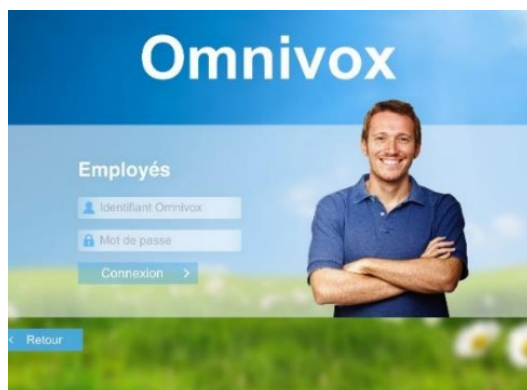 Omnivox
Employés
Identifiant Omnivox
Mot de passe
Connexion >
< Retour